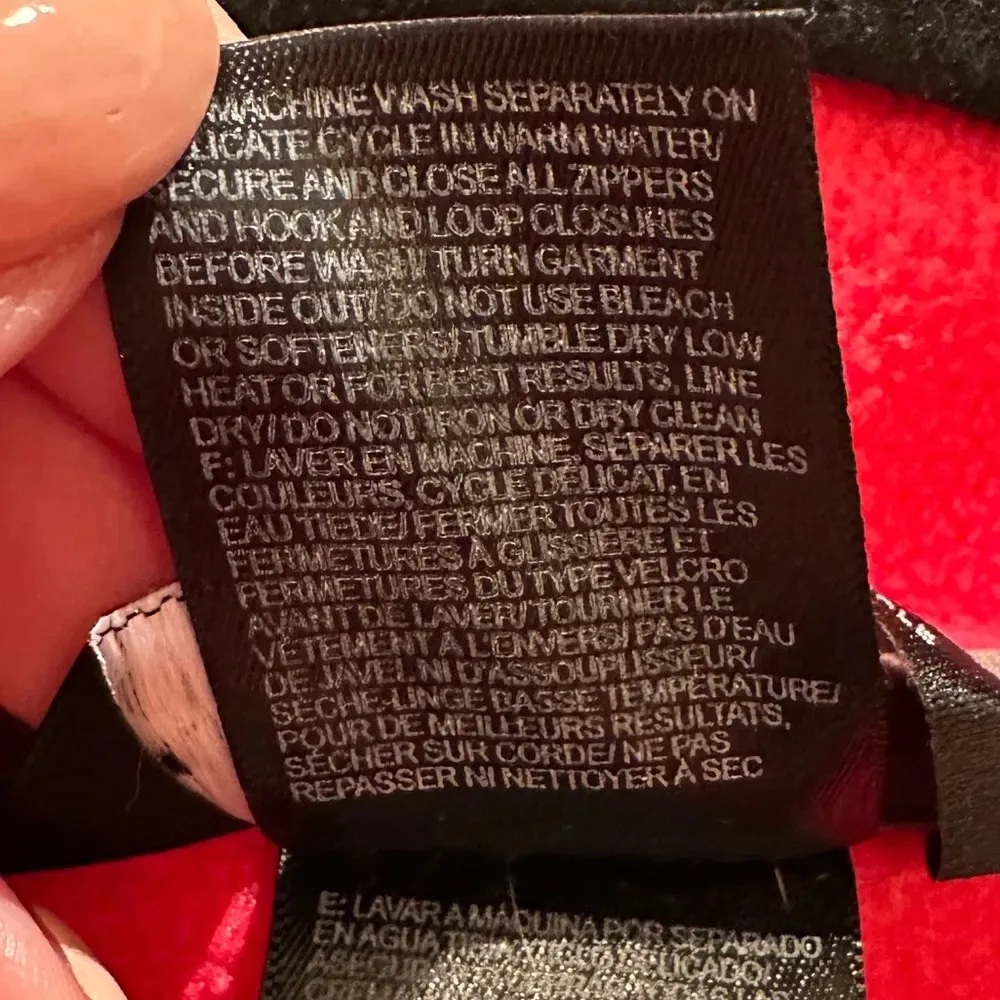 MACHINE WASH SEPARATELY ON
LICATE CYCLE IN WARM WATER/
SECURE AND CLOSE ALL ZIPPERS
AND HOOK AND LOOP CLOSURES
BEFORE WASH/ TURN GARMENT
INSIDE OUT/ DO NOT USE BLEACH
OR SOFTENERS/ TUMBLE DRY LOW
HEAT OR FOR BEST RESULTS, LINE
DRY/ DO NOT IRON OR DRY CLEAN
F: LAVER EN MACHINE, SÉPARER LES
COULEURS, CYCLE DÉLICAT, EN
EAU TIEDE/ FERMER TOUTES LES
FERMETURES À GLISSIÈRE ET
FERMETURES DU TYPE VELCRO
AVANT DE LAVER/ TOURNER LE
VÊTEMENT À L'ENVERS/ PAS D'EAU
DE JAVEL NI D'ASSOUPLISSEUR/
SÈCHE-LINGE BASSE TEMPÉRATURE/
POUR DE MEILLEURS RÉSULTATS,
SÉCHER SUR CORDE/ NE PAS
REPASSER NI NETTOYER À SEC
E: LAVAR A MÁQUINA POR SEPARADO
EN AGUA